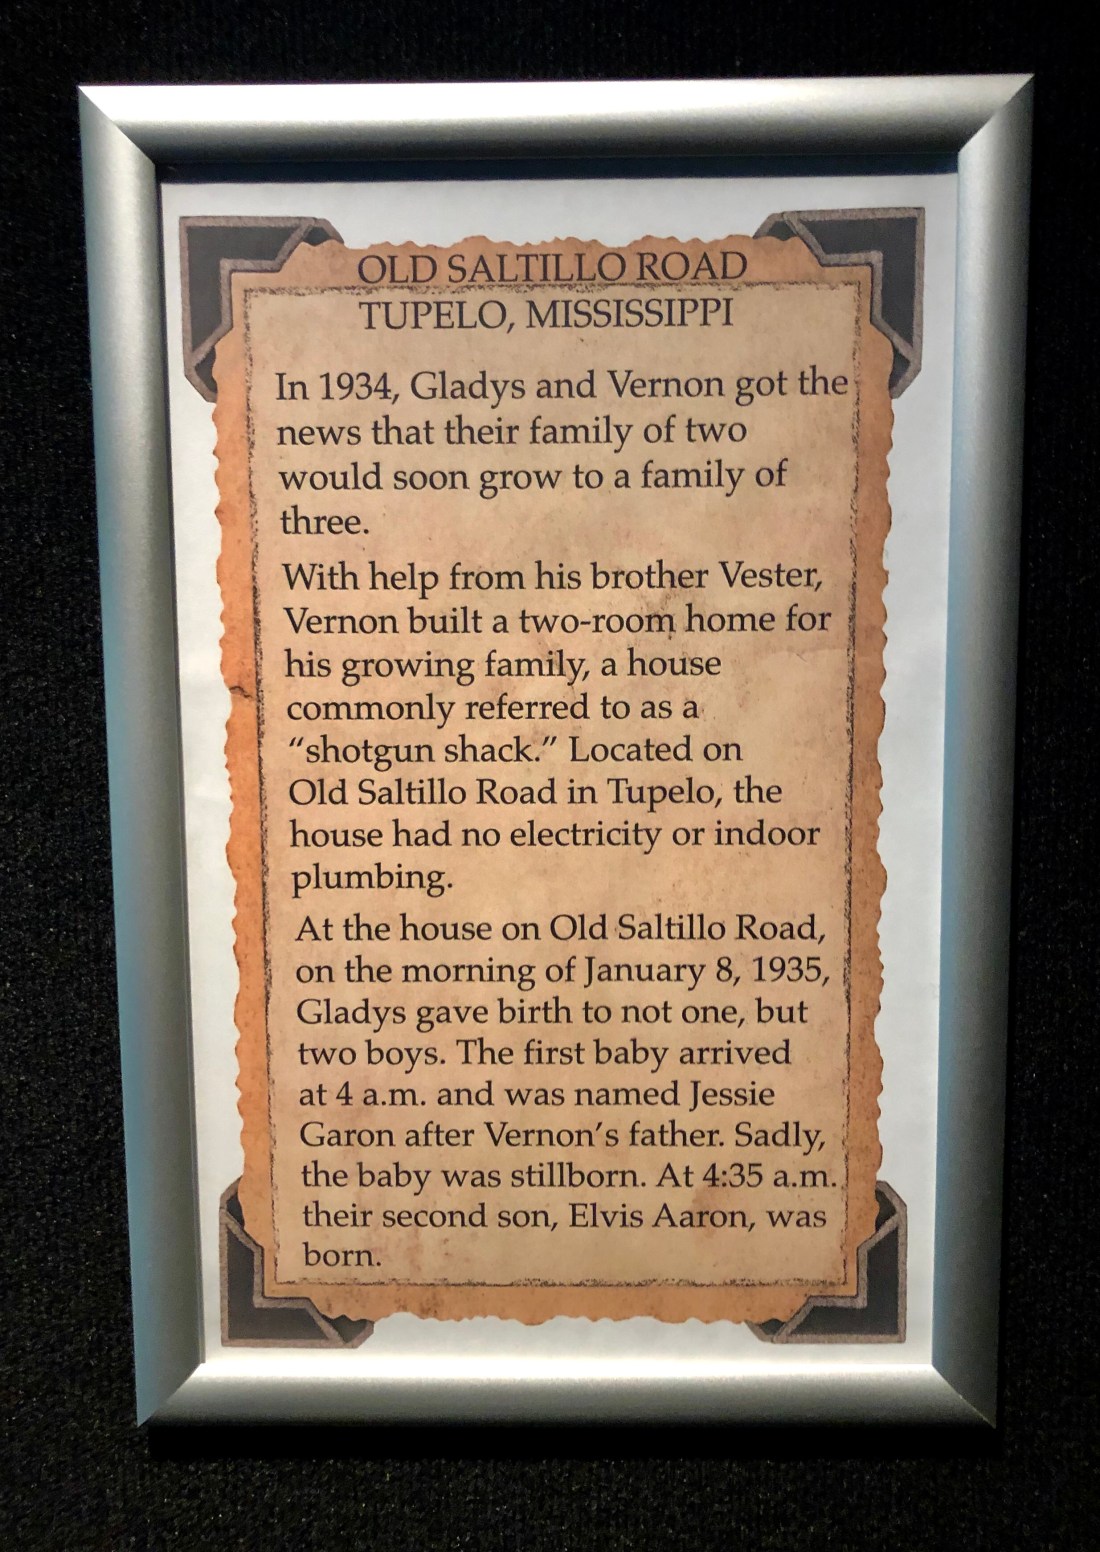 OLD SALTILLO ROAD
TUPELO, MISSISSIPPI
In 1934, Gladys and Vernon got the
news that their family of two
would soon grow to a family of
three.
With help from his brother Vester,
Vernon built a two-room home for
his growing family, a house
commonly referred to as a
“shotgun shack.” Located on
Old Saltillo Road in Tupelo, the
house had no electricity or indoor
plumbing.
At the house on Old Saltillo Road,
on the morning of January 8, 1935,
Gladys gave birth to not one, but
two boys. The first baby arrived
at 4 a.m. and was named Jessie
Garon after Vernon’s father. Sadly,
the baby was stillborn. At 4:35 a.m.
their second son, Elvis Aaron, was
born.